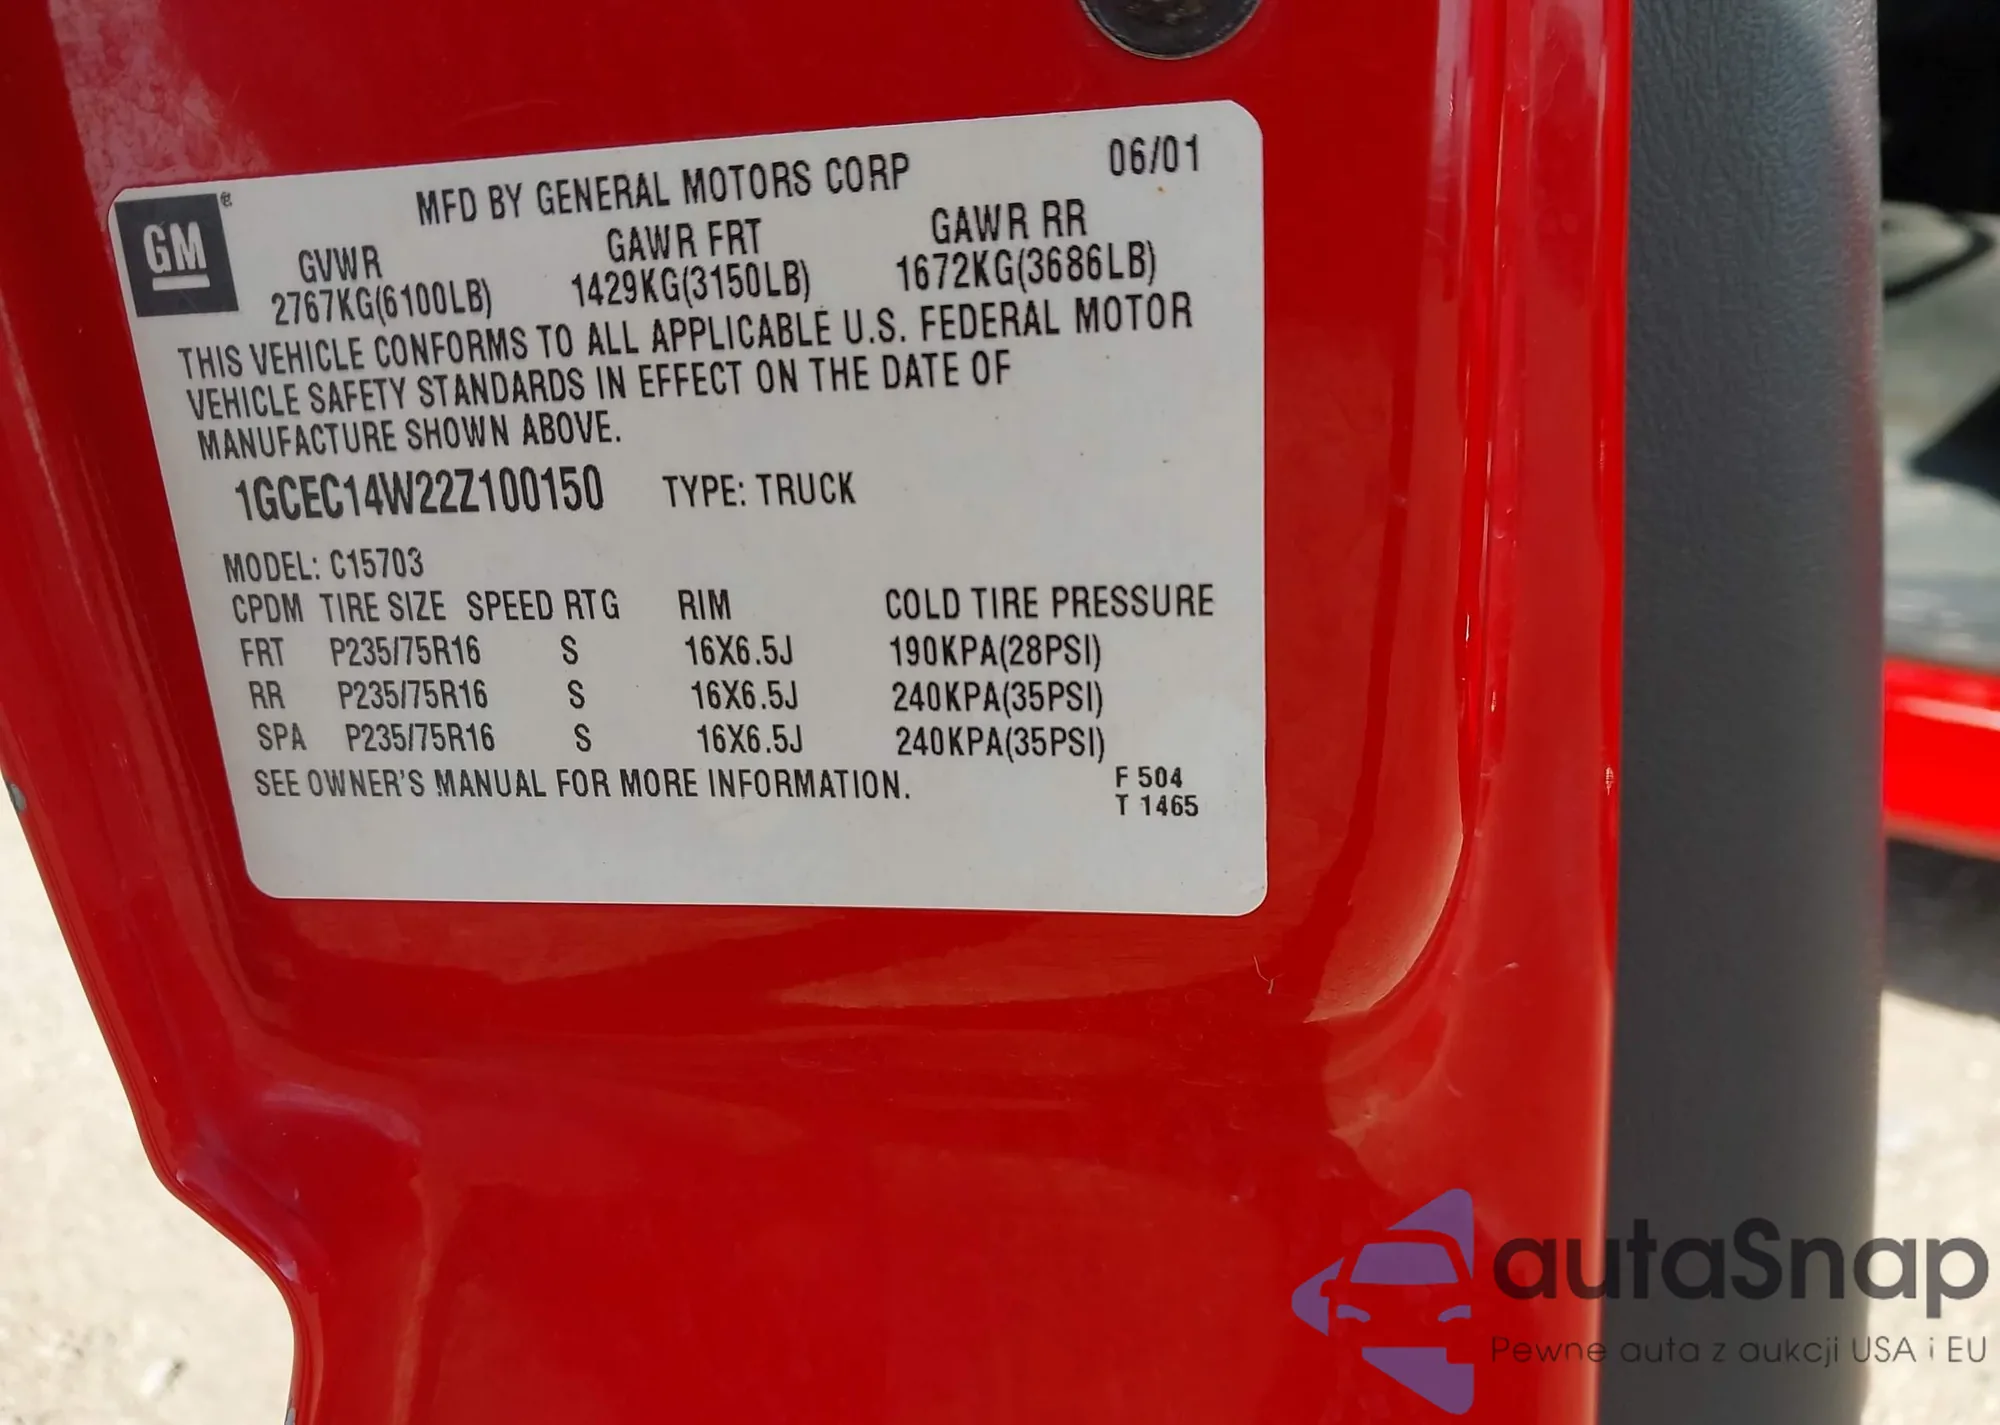 GM®
MFD BY GENERAL MOTORS CORP 06/01
GVWR GAWR FRT GAWR RR
2767KG(6100LB) 1429KG(3150LB) 1672KG(3686LB)
THIS VEHICLE CONFORMS TO ALL APPLICABLE U.S. FEDERAL MOTOR
VEHICLE SAFETY STANDARDS IN EFFECT ON THE DATE OF
MANUFACTURE SHOWN ABOVE.
1GCEC14W22Z100150 TYPE: TRUCK
MODEL: C15703
CPDM TIRE SIZE SPEED RTG RIM COLD TIRE PRESSURE
FRT P235/75R16 S 16X6.5J 190KPA(28PSI)
RR P235/75R16 S 16X6.5J 240KPA(35PSI)
SPA P235/75R16 S 16X6.5J 240KPA(35PSI)
SEE OWNER'S MANUAL FOR MORE INFORMATION. F 504
T 1465
autaSnap
Pewne auta z aukcji USA i EU